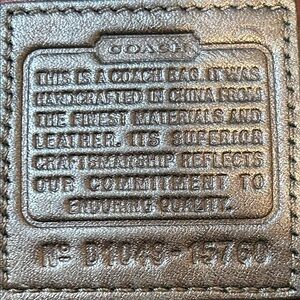 COACH
THIS IS A COACH BAG. IT WAS
HANDCRAFTED IN CHINA FROM
THE FINEST MATERIALS AND
LEATHER. ITS SUPERIOR
CRAFTSMANSHIP REFLECTS
OUR COMMITMENT TO
ENDURING QUALITY.
Nº D1049-15760